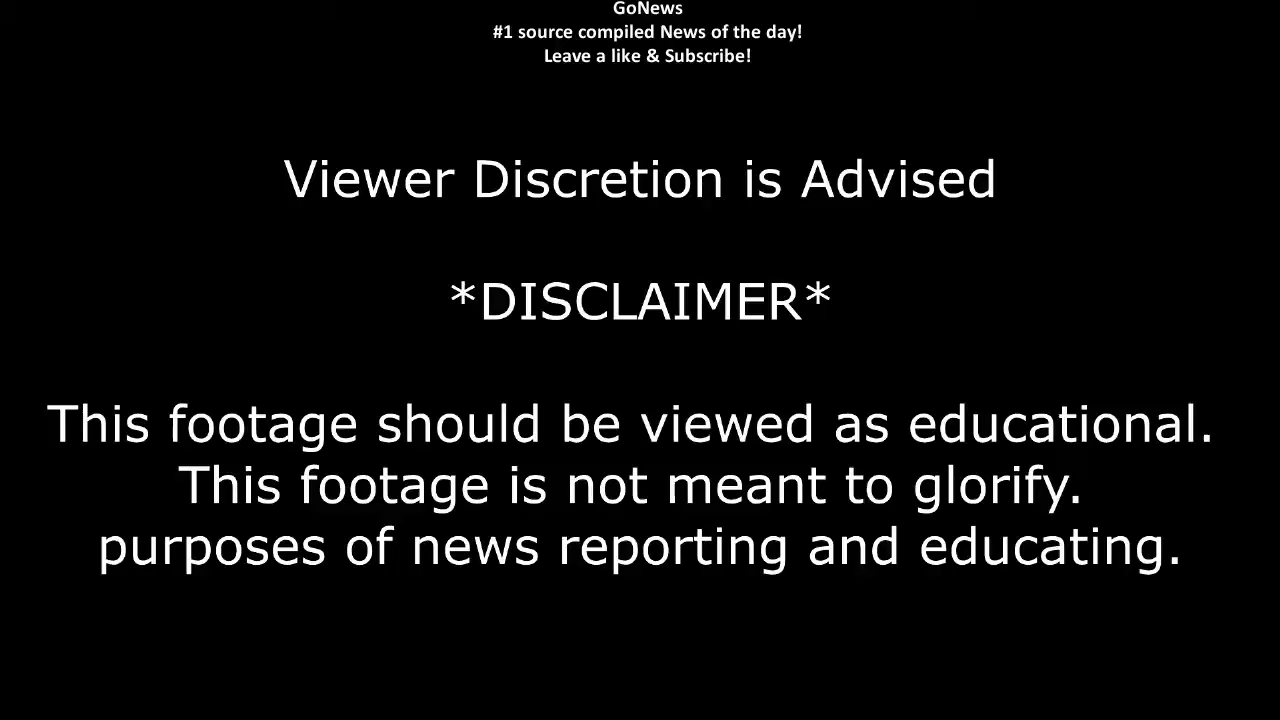 GoNews
#1 source compiled News of the day!
Leave a like & Subscribe!
Viewer Discretion is Advised
*DISCLAIMER*
This footage should be viewed as educational.
This footage is not meant to glorify.
purposes of news reporting and educating.